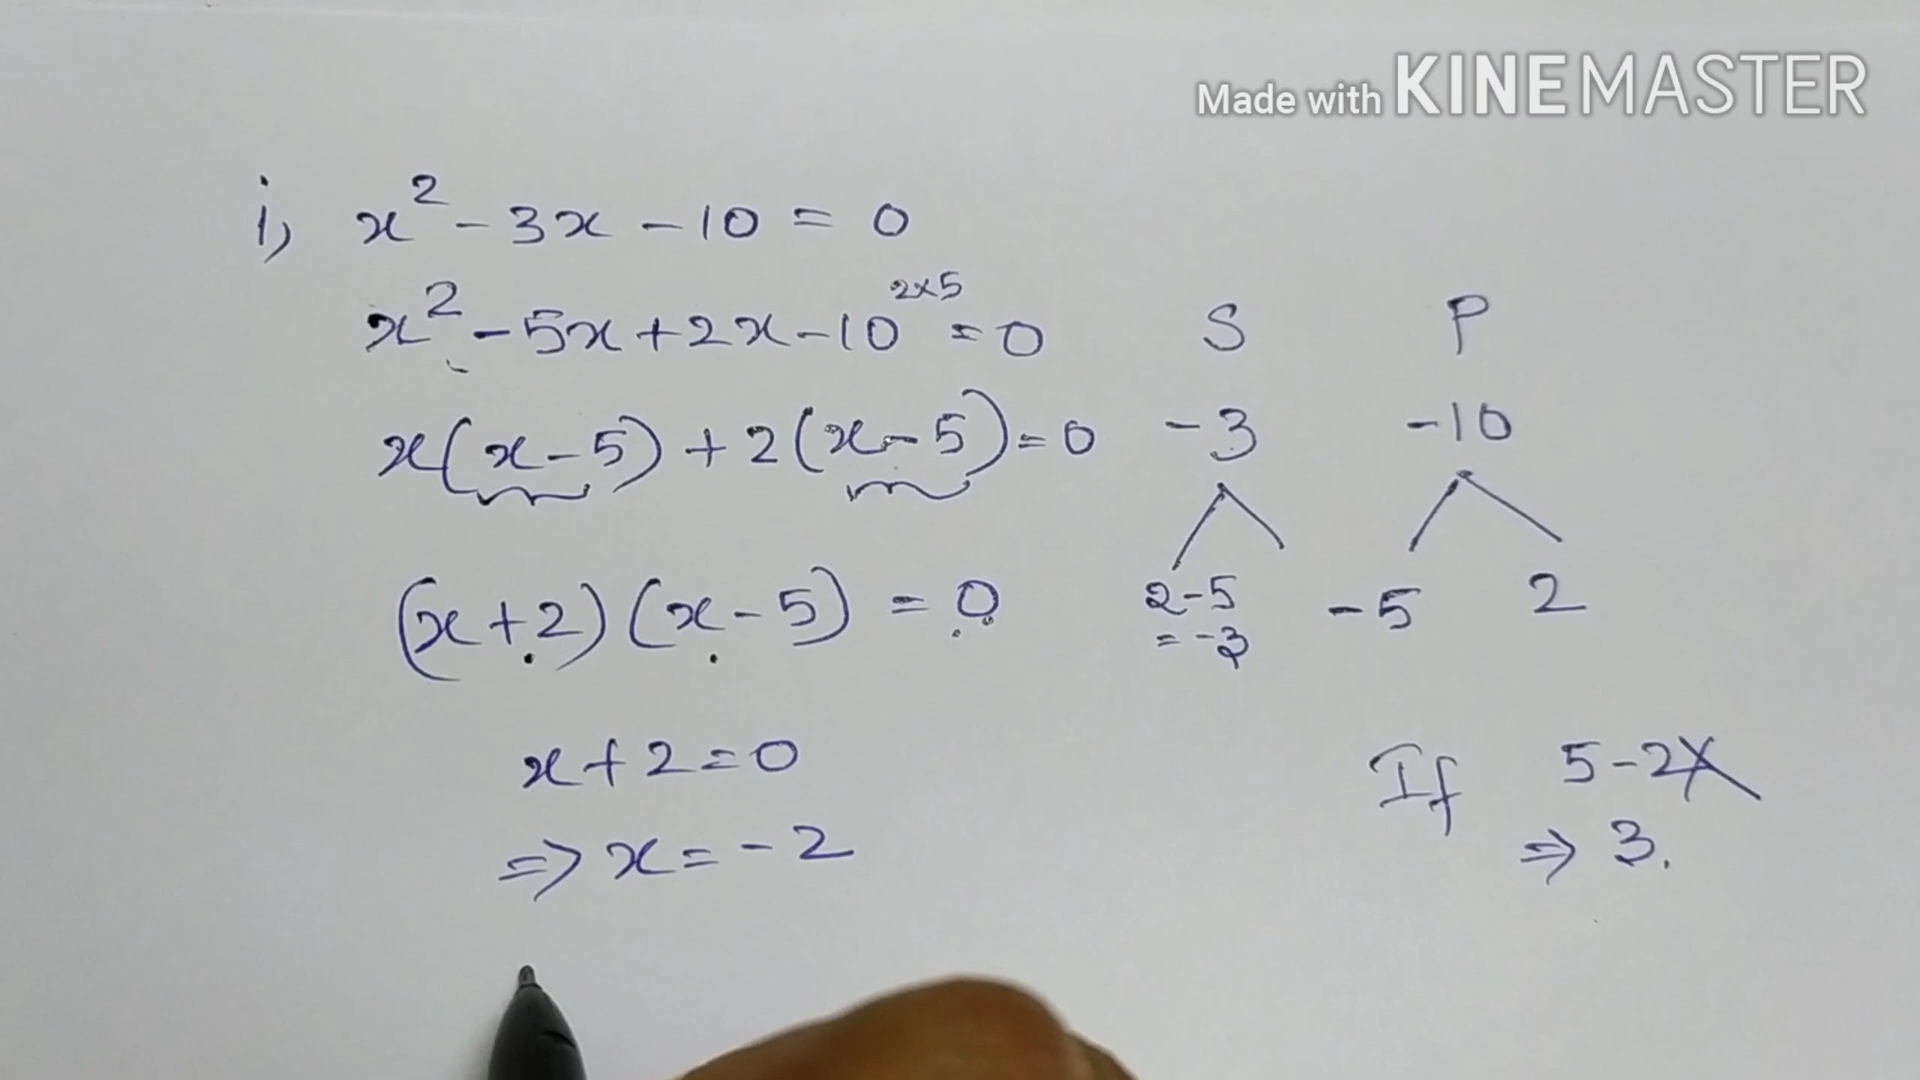 Made with KINEMASTER
i) x² - 3x - 10 = 0
2×5
x² - 5x + 2x - 10 = 0
x(x - 5) + 2(x - 5) = 0
(x + 2)(x - 5) = 0
x + 2 = 0
⇒ x = -2
S P
-3 -10
2-5 -5 2
= -3
If 5-2 X
⇒ 3.